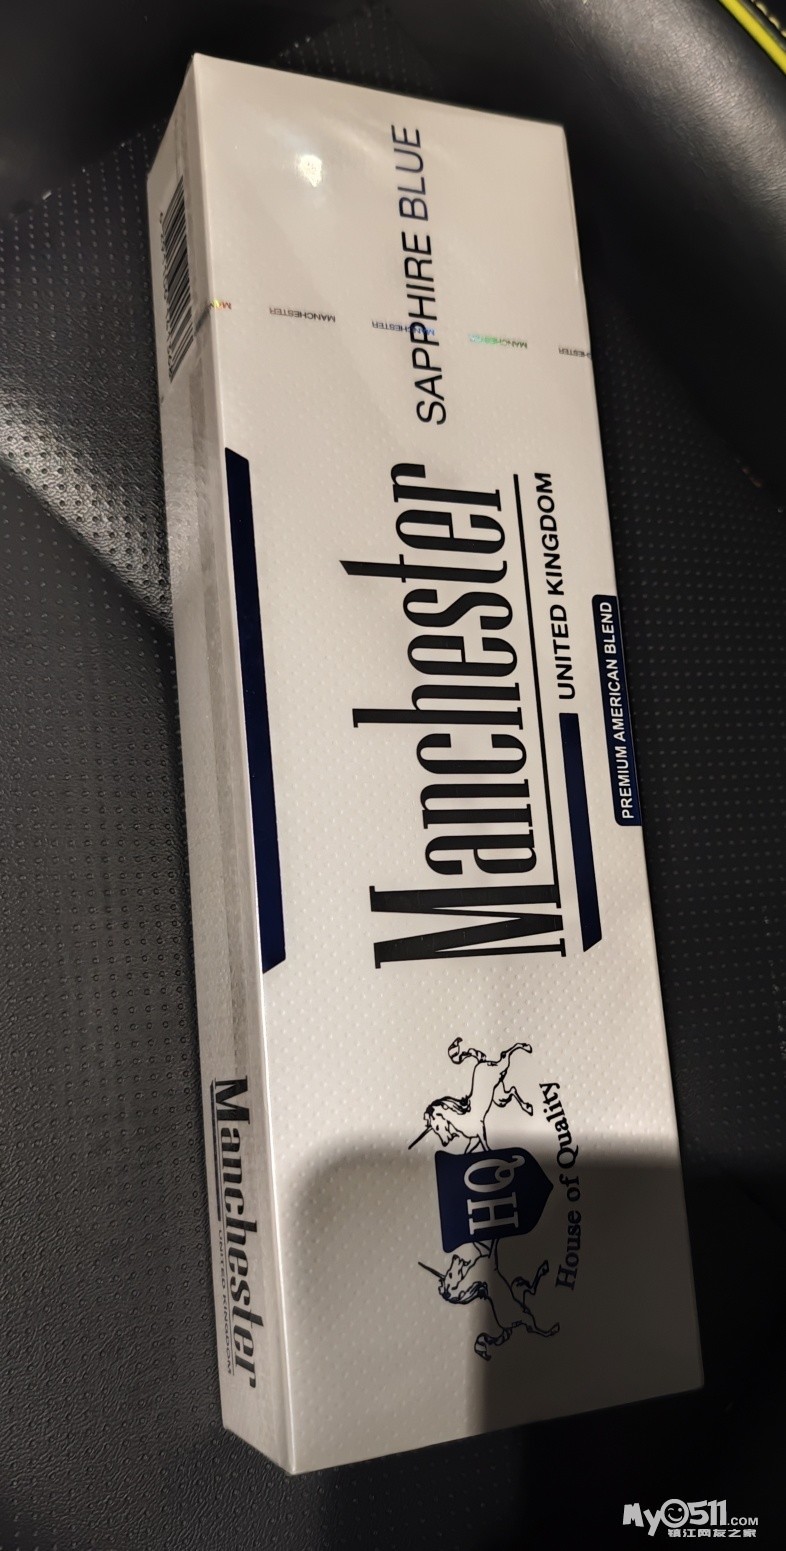 SAPPHIRE BLUE
MANCHESTER
MANCHESTER
MANCHESTER
Manchester
UNITED KINGDOM
PREMIUM AMERICAN BLEND
HQ
House of Quality
Manchester
UNITED KINGDOM
My0511.COM
镇江网友之家